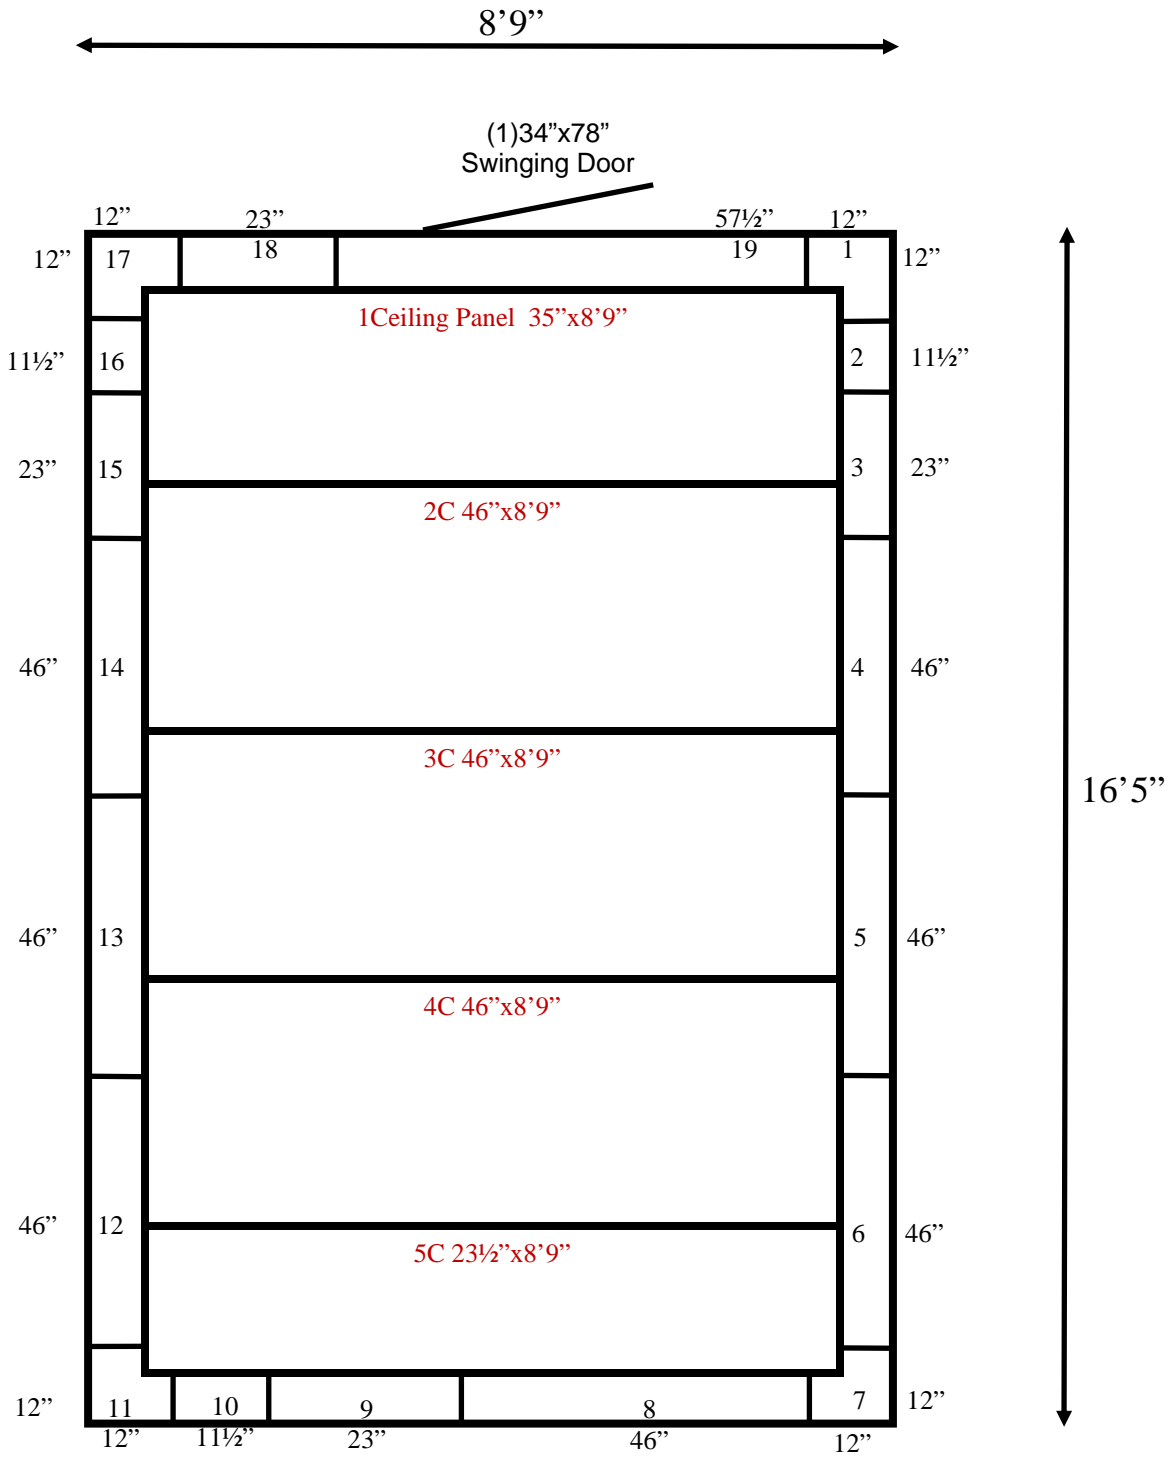 8’9”
(1)34”x78”
Swinging Door
12” 23” 57½” 12”
12” 17 18 19 1 12”
1Ceiling Panel 35”x8’9”
11½” 16 2 11½”
23” 15 3 23”
2C 46”x8’9”
46” 14 4 46”
3C 46”x8’9”
16’5”
46” 13 5 46”
4C 46”x8’9”
46” 12 6 46”
5C 23½”x8’9”
12” 11 10 9 8 7 12”
12” 11½” 23” 46” 12”